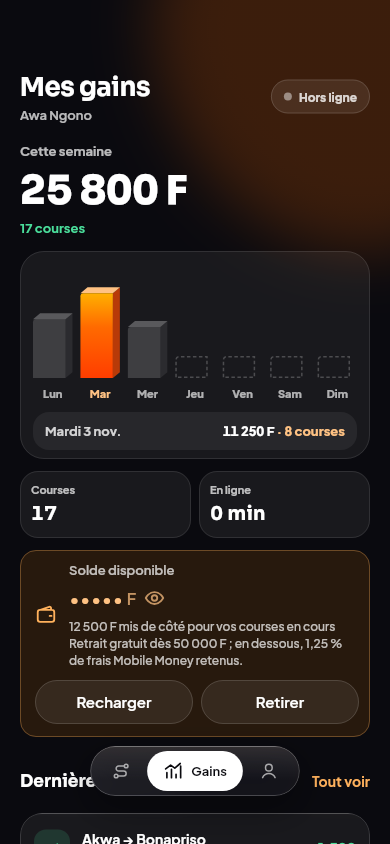 Mes gains
Hors ligne
Awa Ngono
Cette semaine
25 800 F
17 courses
Lun Mar Mer Jeu Ven Sam Dim
Mardi 3 nov. 11 250 F · 8 courses
Courses
17
En ligne
0 min
Solde disponible
••••• F
12 500 F mis de côté pour vos courses en cours
Retrait gratuit dès 50 000 F ; en dessous, 1,25 %
de frais Mobile Money retenus.
Recharger
Retirer
Gains
Tout voir
Akwa → Bonapriso